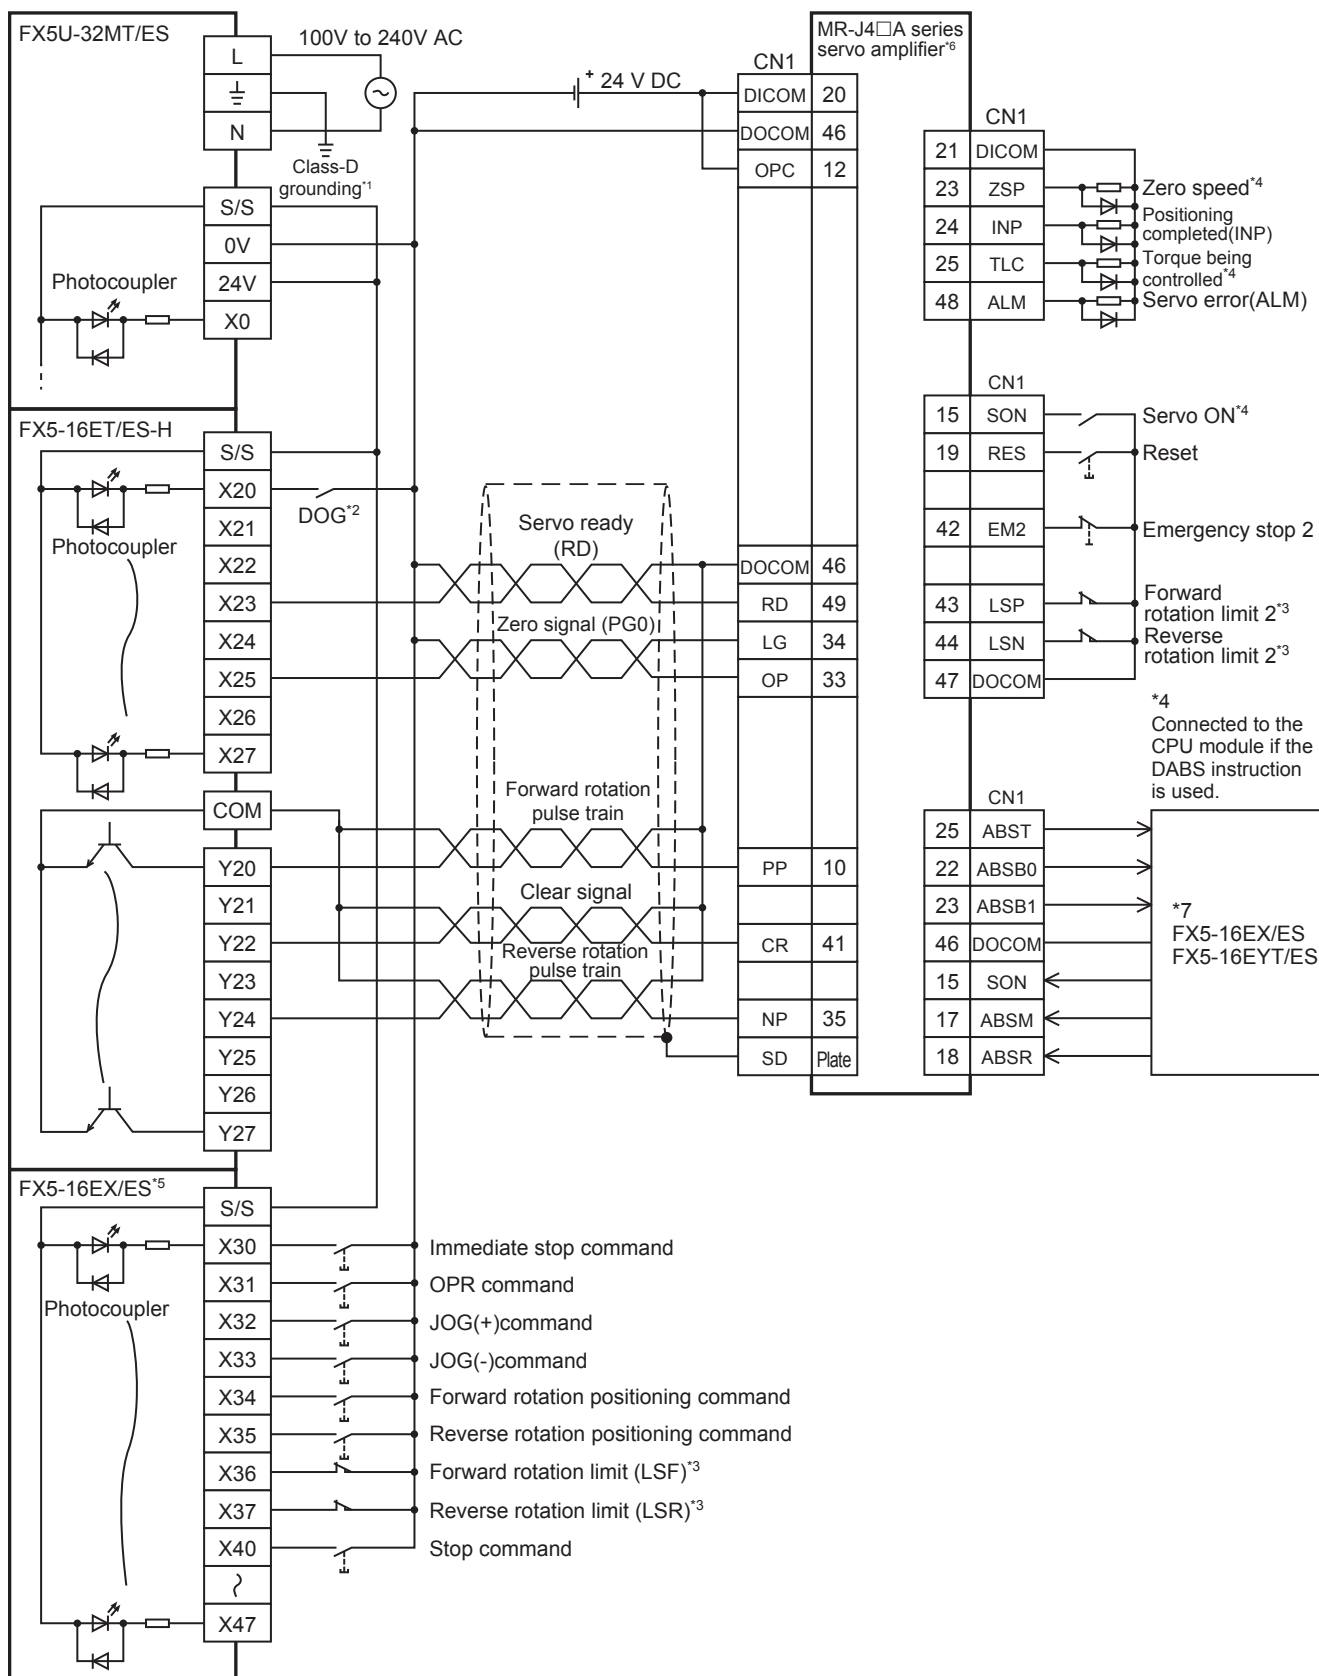 FX5U-32MT/ES
L
N
100V to 240V AC
Class-D
grounding*1
S/S
0V
24V
X0
Photocoupler
FX5-16ET/ES-H
S/S
X20
X21
X22
X23
X24
X25
X26
X27
DOG*2
Photocoupler
COM
Y20
Y21
Y22
Y23
Y24
Y25
Y26
Y27
FX5-16EX/ES*5
S/S
X30
X31
X32
X33
X34
X35
X36
X37
X40
X47
Photocoupler
Immediate stop command
OPR command
JOG(+)command
JOG(-)command
Forward rotation positioning command
Reverse rotation positioning command
Forward rotation limit (LSF)*3
Reverse rotation limit (LSR)*3
Stop command
+ 24 V DC
Servo ready
(RD)
Zero signal (PG0)
Forward rotation
pulse train
Clear signal
Reverse rotation
pulse train
MR-J4□A series
servo amplifier*6
CN1
DICOM 20
DOCOM 46
OPC 12
DOCOM 46
RD 49
LG 34
OP 33
PP 10
CR 41
NP 35
SD Plate
CN1
21 DICOM
23 ZSP Zero speed*4
24 INP Positioning
completed(INP)
25 TLC Torque being
controlled*4
48 ALM Servo error(ALM)
CN1
15 SON Servo ON*4
19 RES Reset
42 EM2 Emergency stop 2
43 LSP Forward
rotation limit 2*3
44 LSN Reverse
rotation limit 2*3
47 DOCOM
*4
Connected to the
CPU module if the
DABS instruction
is used.
CN1
25 ABST
22 ABSB0
23 ABSB1
46 DOCOM
15 SON
17 ABSM
18 ABSR
*7
FX5-16EX/ES
FX5-16EYT/ES